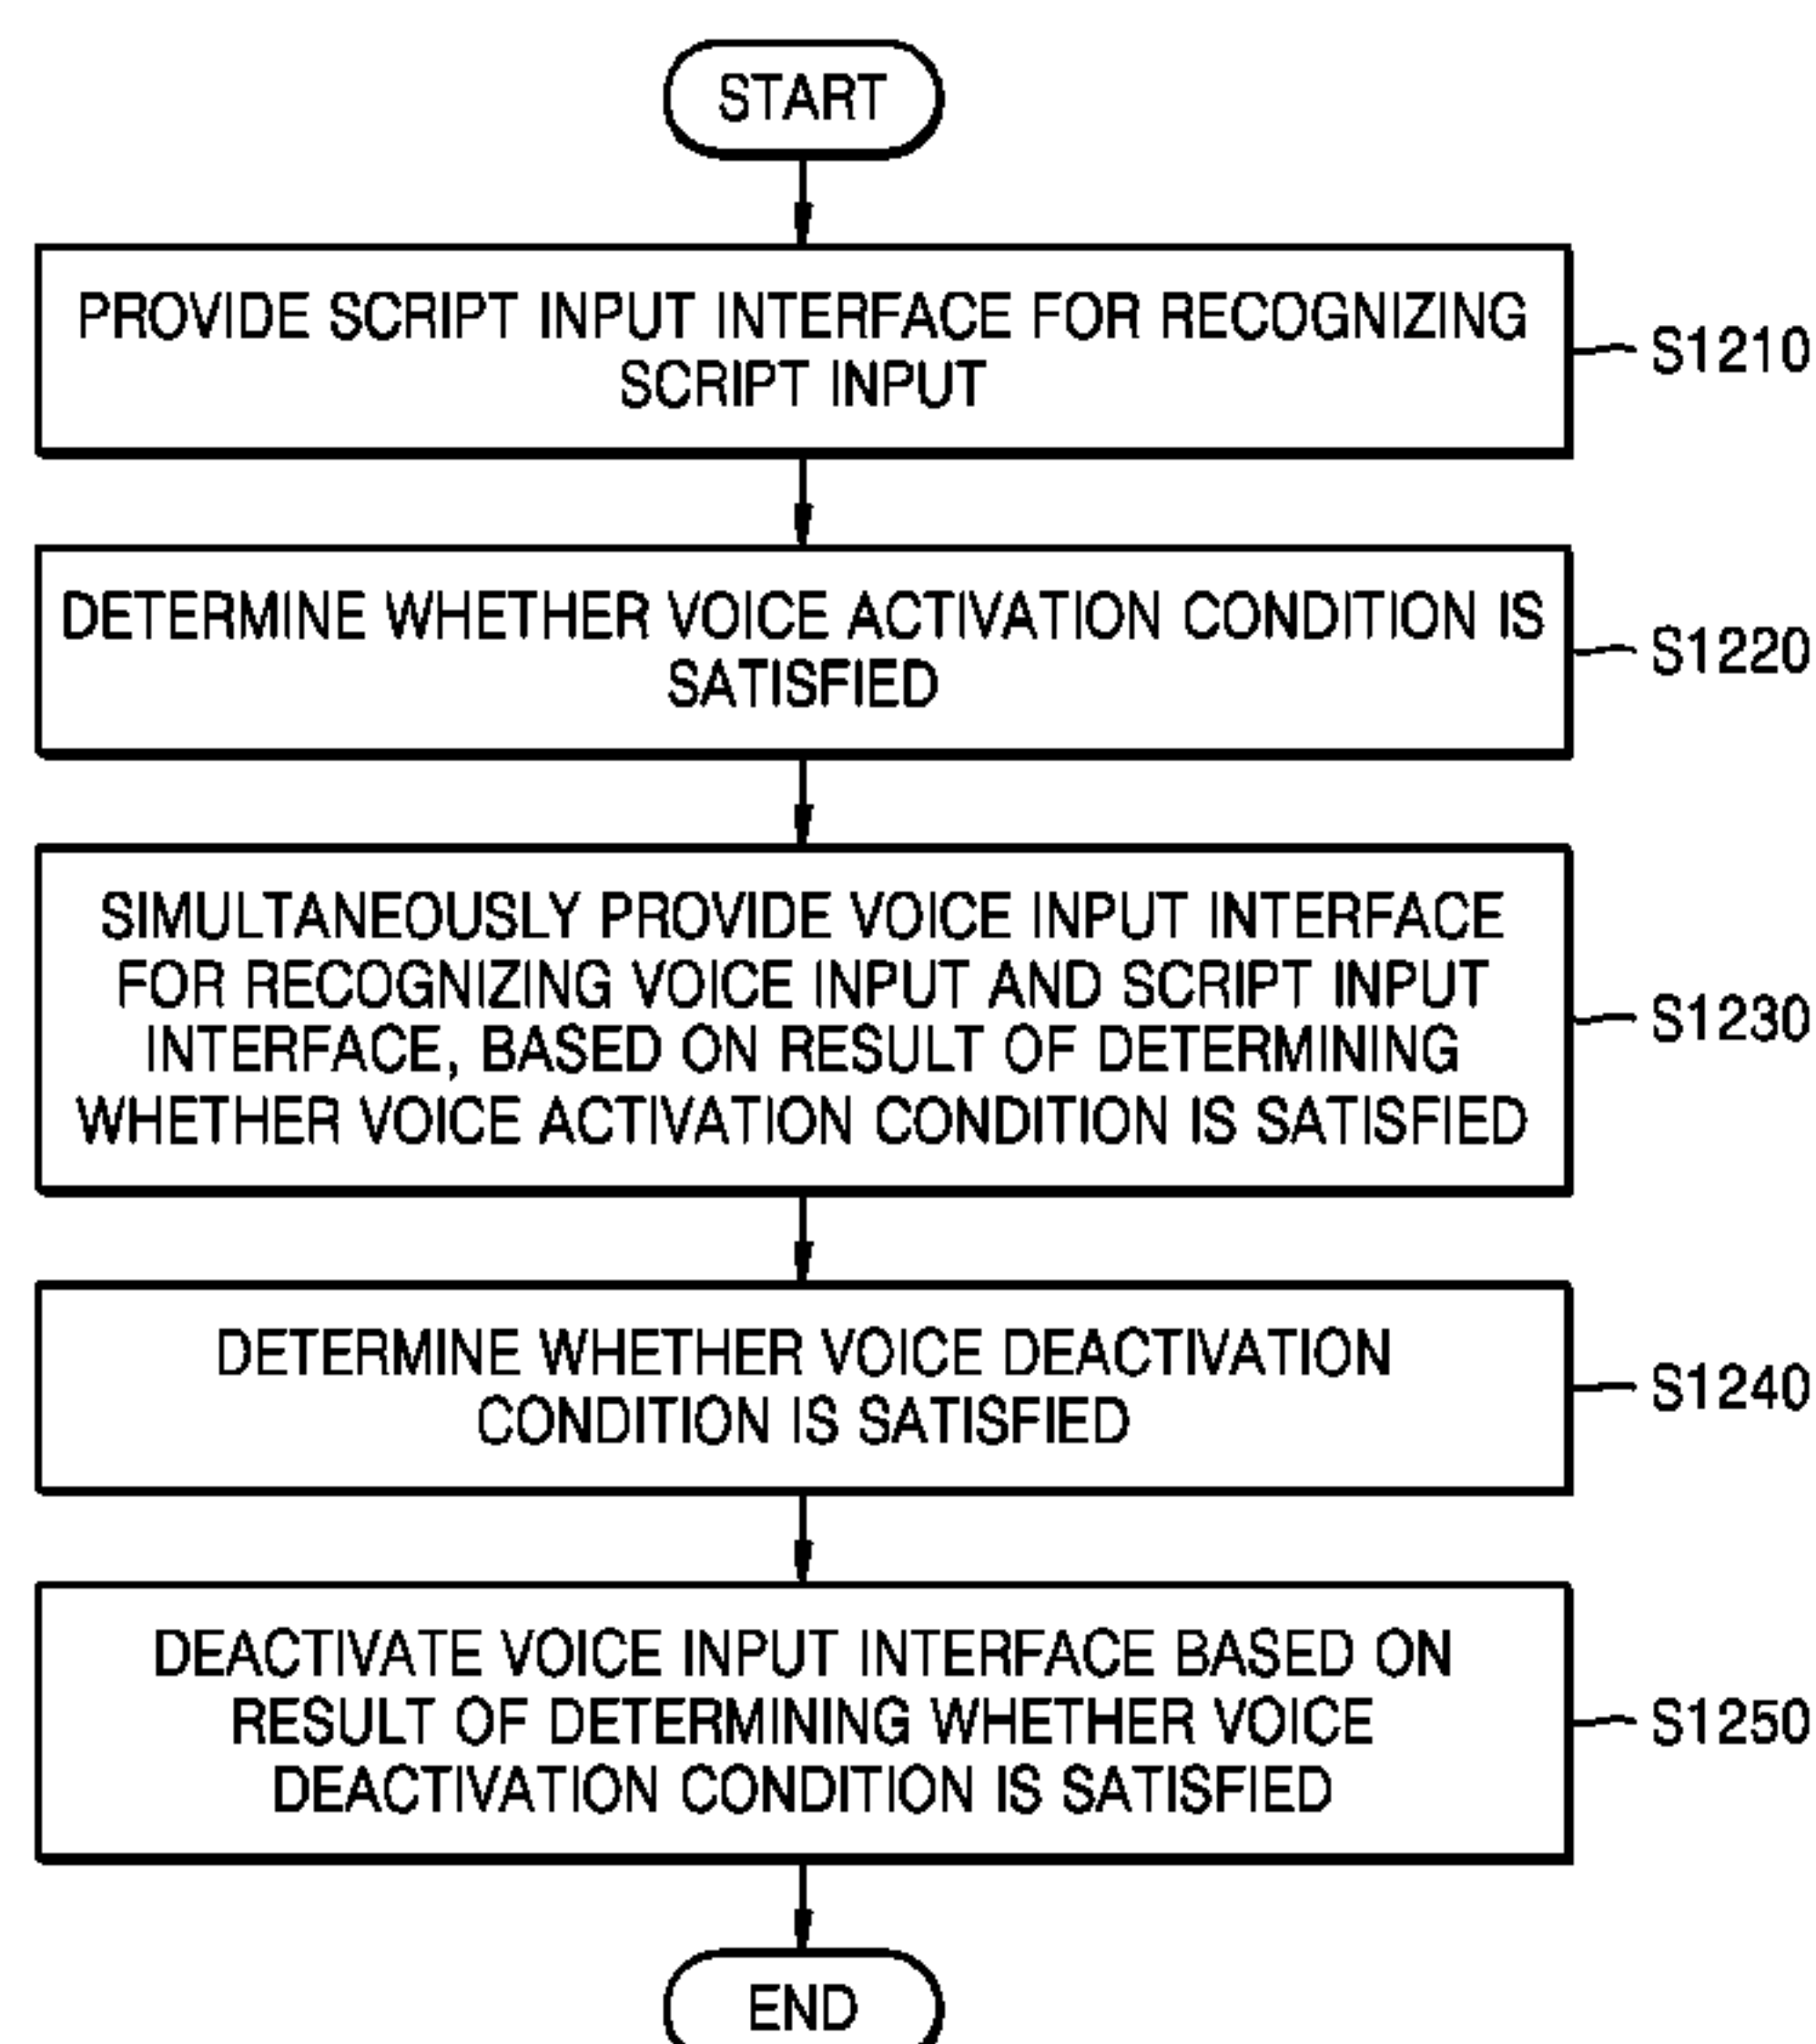 START
PROVIDE SCRIPT INPUT INTERFACE FOR RECOGNIZING
SCRIPT INPUT
S1210
DETERMINE WHETHER VOICE ACTIVATION CONDITION IS
SATISFIED
S1220
SIMULTANEOUSLY PROVIDE VOICE INPUT INTERFACE
FOR RECOGNIZING VOICE INPUT AND SCRIPT INPUT
INTERFACE, BASED ON RESULT OF DETERMINING
WHETHER VOICE ACTIVATION CONDITION IS SATISFIED
S1230
DETERMINE WHETHER VOICE DEACTIVATION
CONDITION IS SATISFIED
S1240
DEACTIVATE VOICE INPUT INTERFACE BASED ON
RESULT OF DETERMINING WHETHER VOICE
DEACTIVATION CONDITION IS SATISFIED
S1250
END